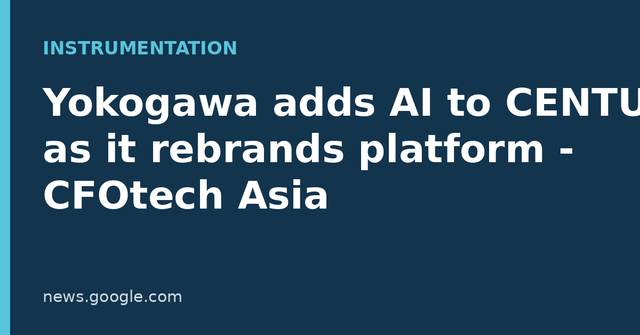 INSTRUMENTATION
Yokogawa adds AI to CENTU
as it rebrands platform -
CFOtech Asia
news.google.com